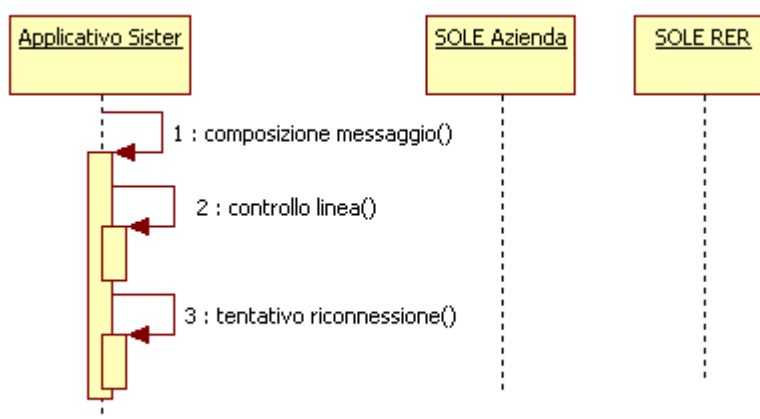 Applicativo Sister
SOLE Azienda
SOLE RER
1 : composizione messaggio()
2 : controllo linea()
3 : tentativo riconnessione()